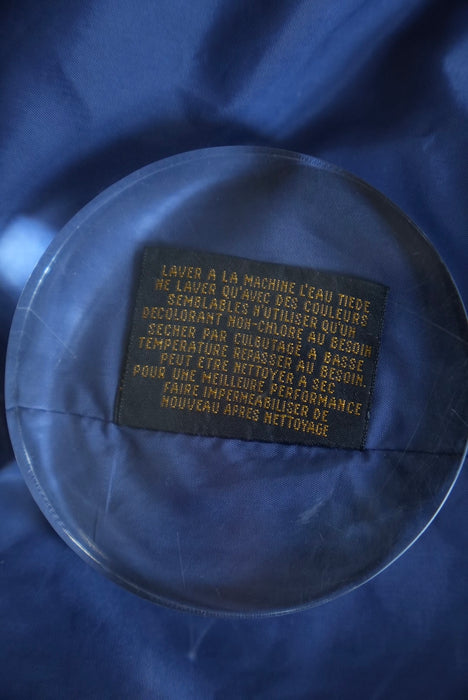 LAVER A LA MACHINE L'EAU TIEDE
NE LAVER QU'AVEC DES COULEURS
SEMBLABLES N'UTILISER QU'UN
DECOLORANT NON-CHLORE AU BESOIN
SECHER PAR CULBUTAGE A BASSE
TEMPERATURE REPASSER AU BESOIN.
PEUT ETRE NETTOYER A SEC
POUR UNE MEILLEURE PERFORMANCE
FAIRE IMPERMEABILISER DE
NOUVEAU APRES NETTOYAGE